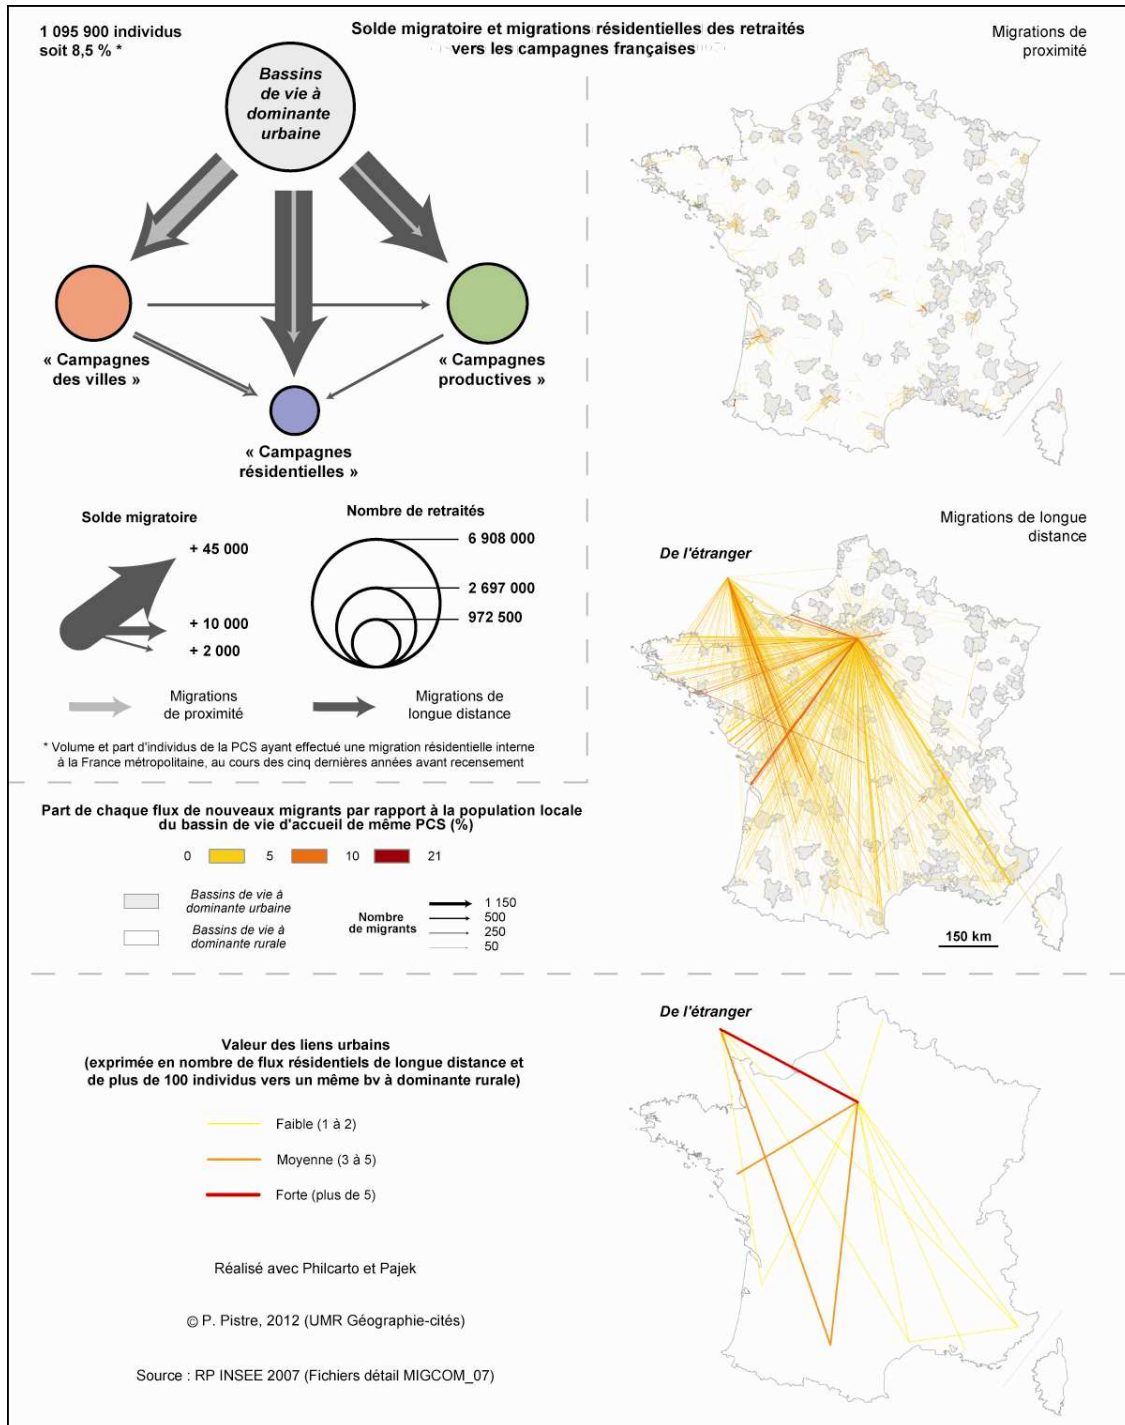 1 095 900 individus
soit 8,5 % *
Solde migratoire et migrations résidentielles des retraités
vers les campagnes françaises
Migrations de
proximité
Bassins
de vie à
dominante
urbaine
« Campagnes
des villes »
« Campagnes
productives »
« Campagnes
résidentielles »
Solde migratoire
+ 45 000
+ 10 000
+ 2 000
Nombre de retraités
6 908 000
2 697 000
972 500
Migrations
de proximité
Migrations de
longue distance
* Volume et part d'individus de la PCS ayant effectué une migration résidentielle interne
à la France métropolitaine, au cours des cinq dernières années avant recensement
Migrations de longue
distance
De l'étranger
150 km
Part de chaque flux de nouveaux migrants par rapport à la population locale
du bassin de vie d'accueil de même PCS (%)
0 5 10 21
Bassins de vie à
dominante urbaine
Bassins de vie à
dominante rurale
Nombre
de migrants
1 150
500
250
50
De l'étranger
Valeur des liens urbains
(exprimée en nombre de flux résidentiels de longue distance et
de plus de 100 individus vers un même bv à dominante rurale)
Faible (1 à 2)
Moyenne (3 à 5)
Forte (plus de 5)
Réalisé avec Philcarto et Pajek
© P. Pistre, 2012 (UMR Géographie-cités)
Source : RP INSEE 2007 (Fichiers détail MIGCOM_07)